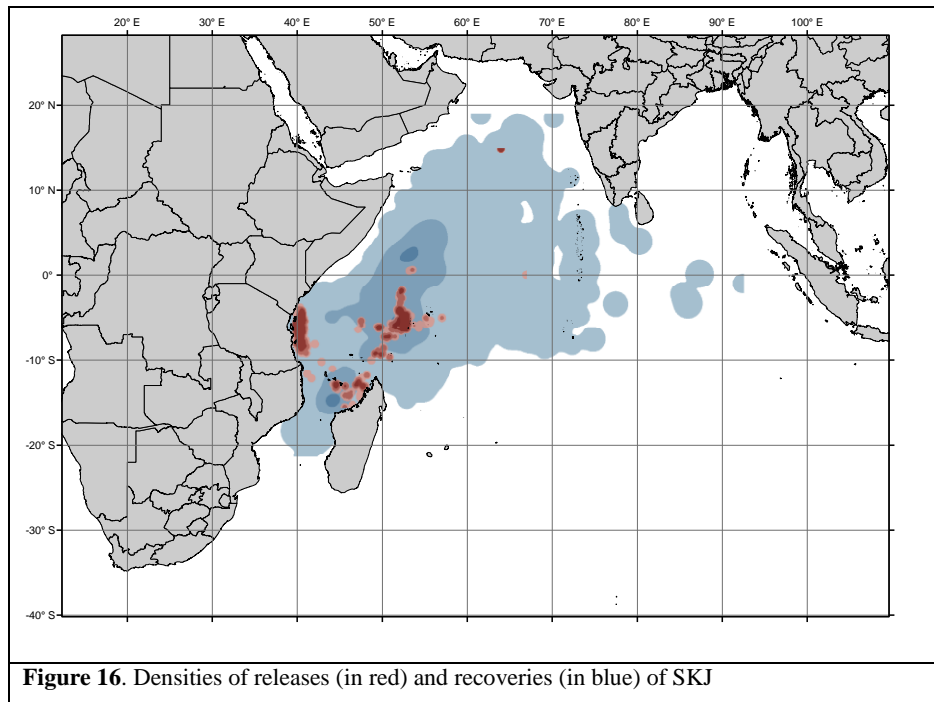 20° E 30° E 40° E 50° E 60° E 70° E 80° E 90° E 100° E
20° N
10° N
0°
-10° S
-20° S
-30° S
-40° S
Figure 16. Densities of releases (in red) and recoveries (in blue) of SKJ